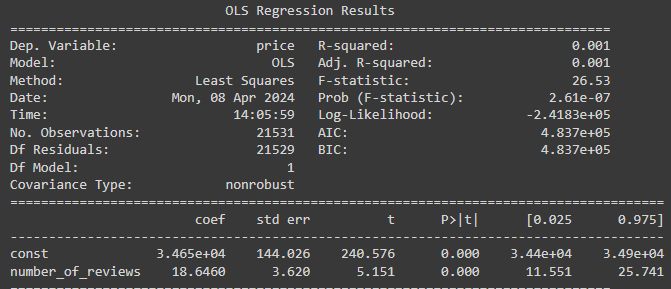 OLS Regression Results
==============================================================================
Dep. Variable: price R-squared: 0.001
Model: OLS Adj. R-squared: 0.001
Method: Least Squares F-statistic: 26.53
Date: Mon, 08 Apr 2024 Prob (F-statistic): 2.61e-07
Time: 14:05:59 Log-Likelihood: -2.4183e+05
No. Observations: 21531 AIC: 4.837e+05
Df Residuals: 21529 BIC: 4.837e+05
Df Model: 1
Covariance Type: nonrobust
=====================================================================================
coef std err t P>|t| [0.025 0.975]
-------------------------------------------------------------------------------------
const 3.465e+04 144.026 240.576 0.000 3.44e+04 3.49e+04
number_of_reviews 18.6460 3.620 5.151 0.000 11.551 25.741
==============================================================================